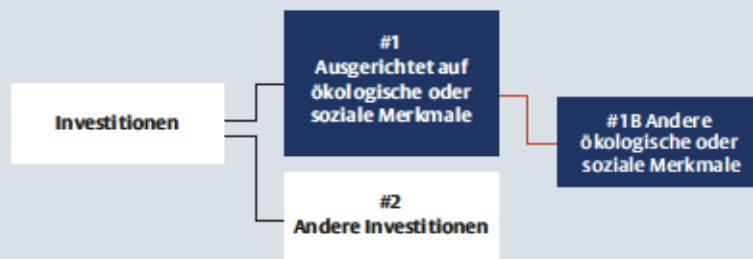 Investitionen
#1
Ausgerichtet auf
ökologische oder
soziale Merkmale
#1B Andere
ökologische oder
soziale Merkmale
#2
Andere Investitionen